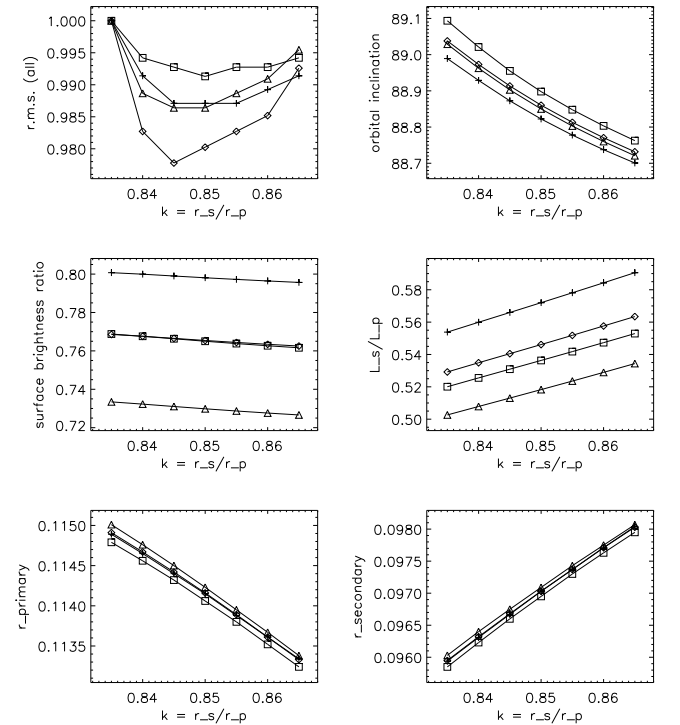 1.000
0.995
0.990
0.985
0.980
r.m.s. (all)
0.84 0.85 0.86
k = r_s/r_p
89.1
89.0
88.9
88.8
88.7
orbital inclination
0.84 0.85 0.86
k = r_s/r_p
0.80
0.78
0.76
0.74
0.72
surface brightness ratio
0.84 0.85 0.86
k = r_s/r_p
0.58
0.56
0.54
0.52
0.50
L_s/L_p
0.84 0.85 0.86
k = r_s/r_p
0.1150
0.1145
0.1140
0.1135
r_primary
0.84 0.85 0.86
k = r_s/r_p
0.0980
0.0975
0.0970
0.0965
0.0960
r_secondary
0.84 0.85 0.86
k = r_s/r_p